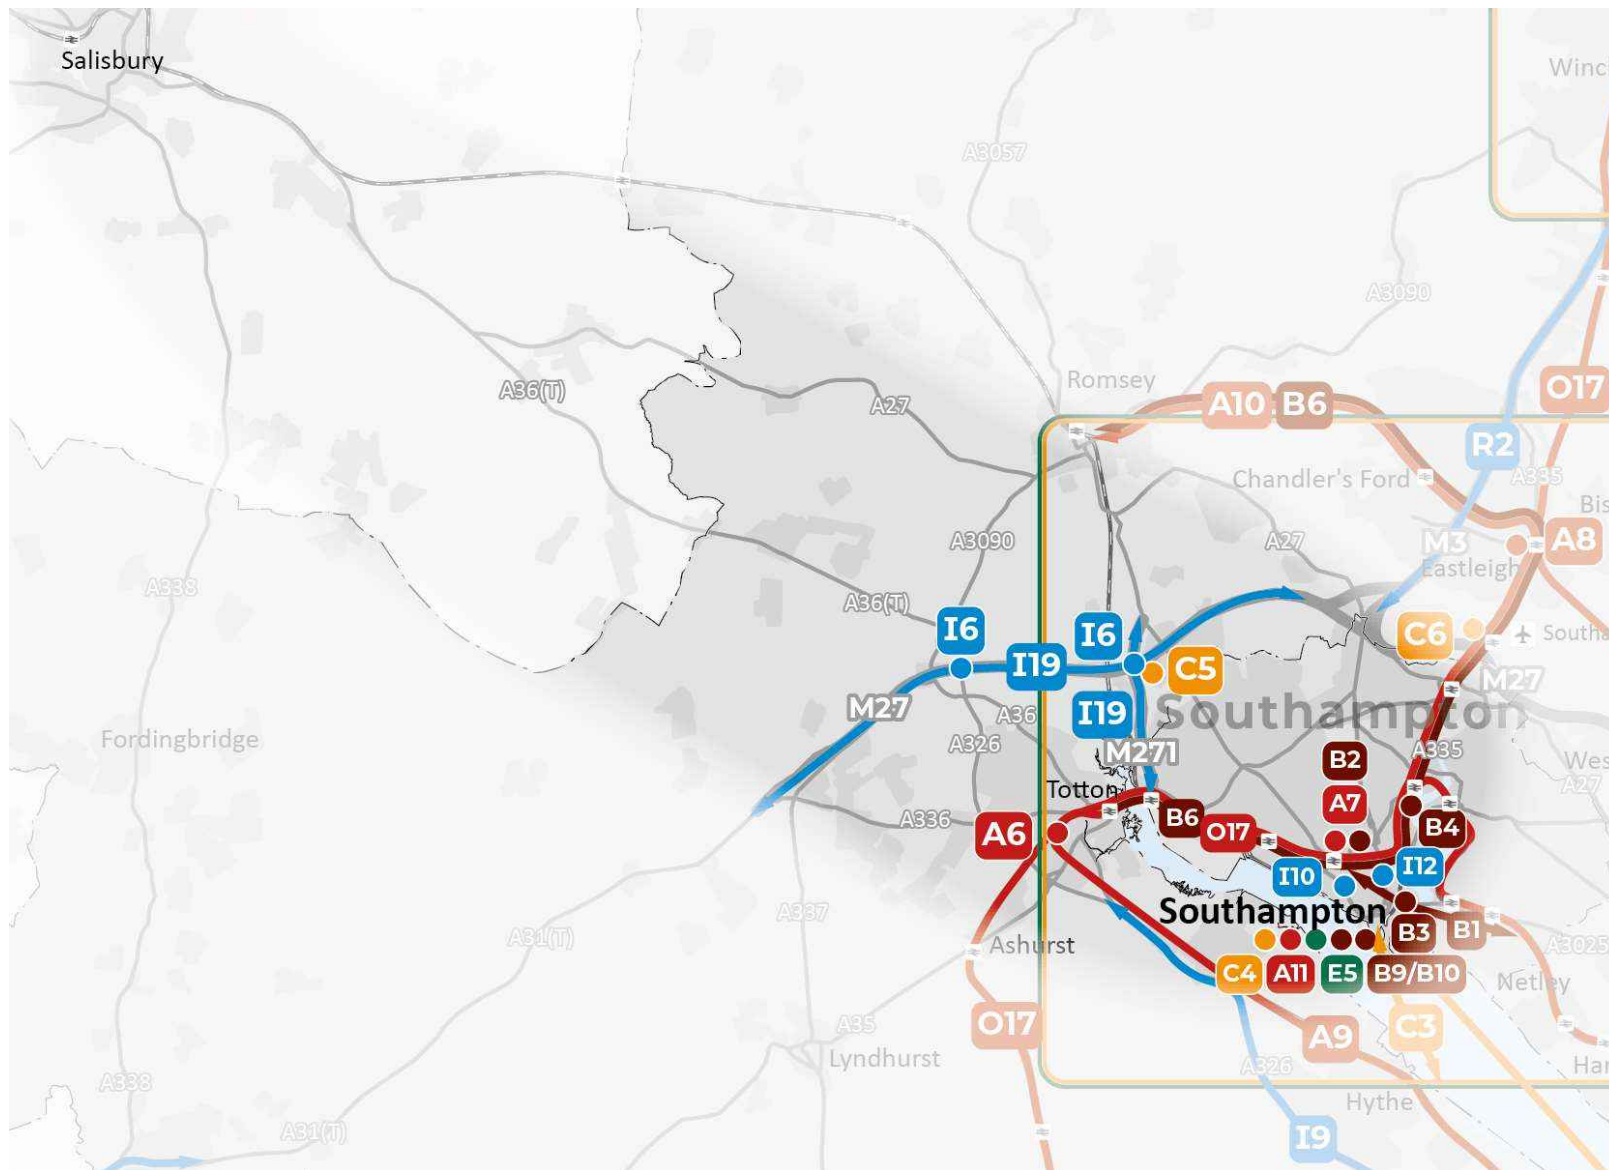 Salisbury
Winc
A3057
A3090
A36(T)
A27
Romsey
A10
B6
O17
R2
Chandler's Ford
A335
Bis
A3090
A27
M3
A8
Eastleigh
A338
A36(T)
I6
I6
C6
Southa
I19
C5
M27
M27
I19
Southampton
A36
Fordingbridge
A326
M271
A335
Wes
B2
A27
Totton
A7
A336
A6
B6
O17
B4
I10
I12
A337
Southampton
A31(T)
Ashurst
B3
B1
A3025
C4
A11
E5
B9/B10
Netley
O17
A35
C3
A9
Lyndhurst
A326
Har
A338
Hythe
A31(T)
I9